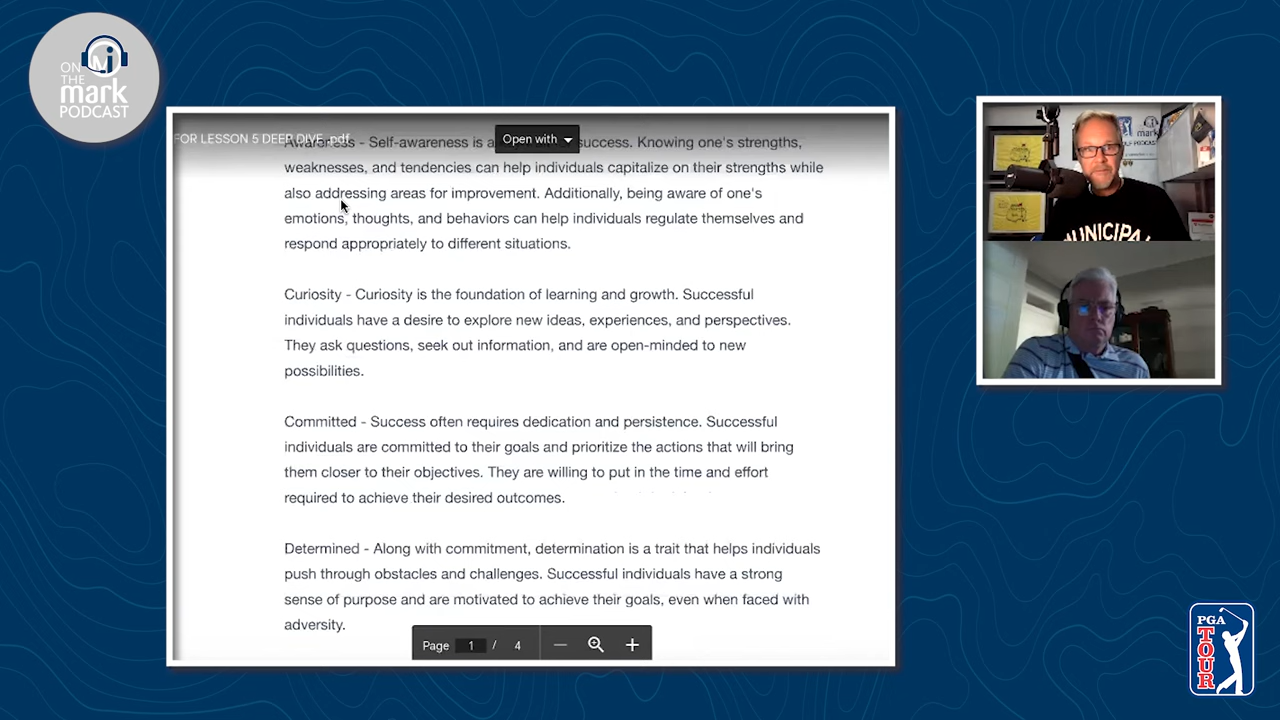 ON
THE
mark
PODCAST
FOR LESSON 5 DEEP DIVE .pdf
Open with
Awareness - Self-awareness is a success. Knowing one's strengths,
weaknesses, and tendencies can help individuals capitalize on their strengths while
also addressing areas for improvement. Additionally, being aware of one's
emotions, thoughts, and behaviors can help individuals regulate themselves and
respond appropriately to different situations.
Curiosity - Curiosity is the foundation of learning and growth. Successful
individuals have a desire to explore new ideas, experiences, and perspectives.
They ask questions, seek out information, and are open-minded to new
possibilities.
Committed - Success often requires dedication and persistence. Successful
individuals are committed to their goals and prioritize the actions that will bring
them closer to their objectives. They are willing to put in the time and effort
required to achieve their desired outcomes.
Determined - Along with commitment, determination is a trait that helps individuals
push through obstacles and challenges. Successful individuals have a strong
sense of purpose and are motivated to achieve their goals, even when faced with
adversity.
Page 1 / 4
MUNICIPAL
PGA
TOUR